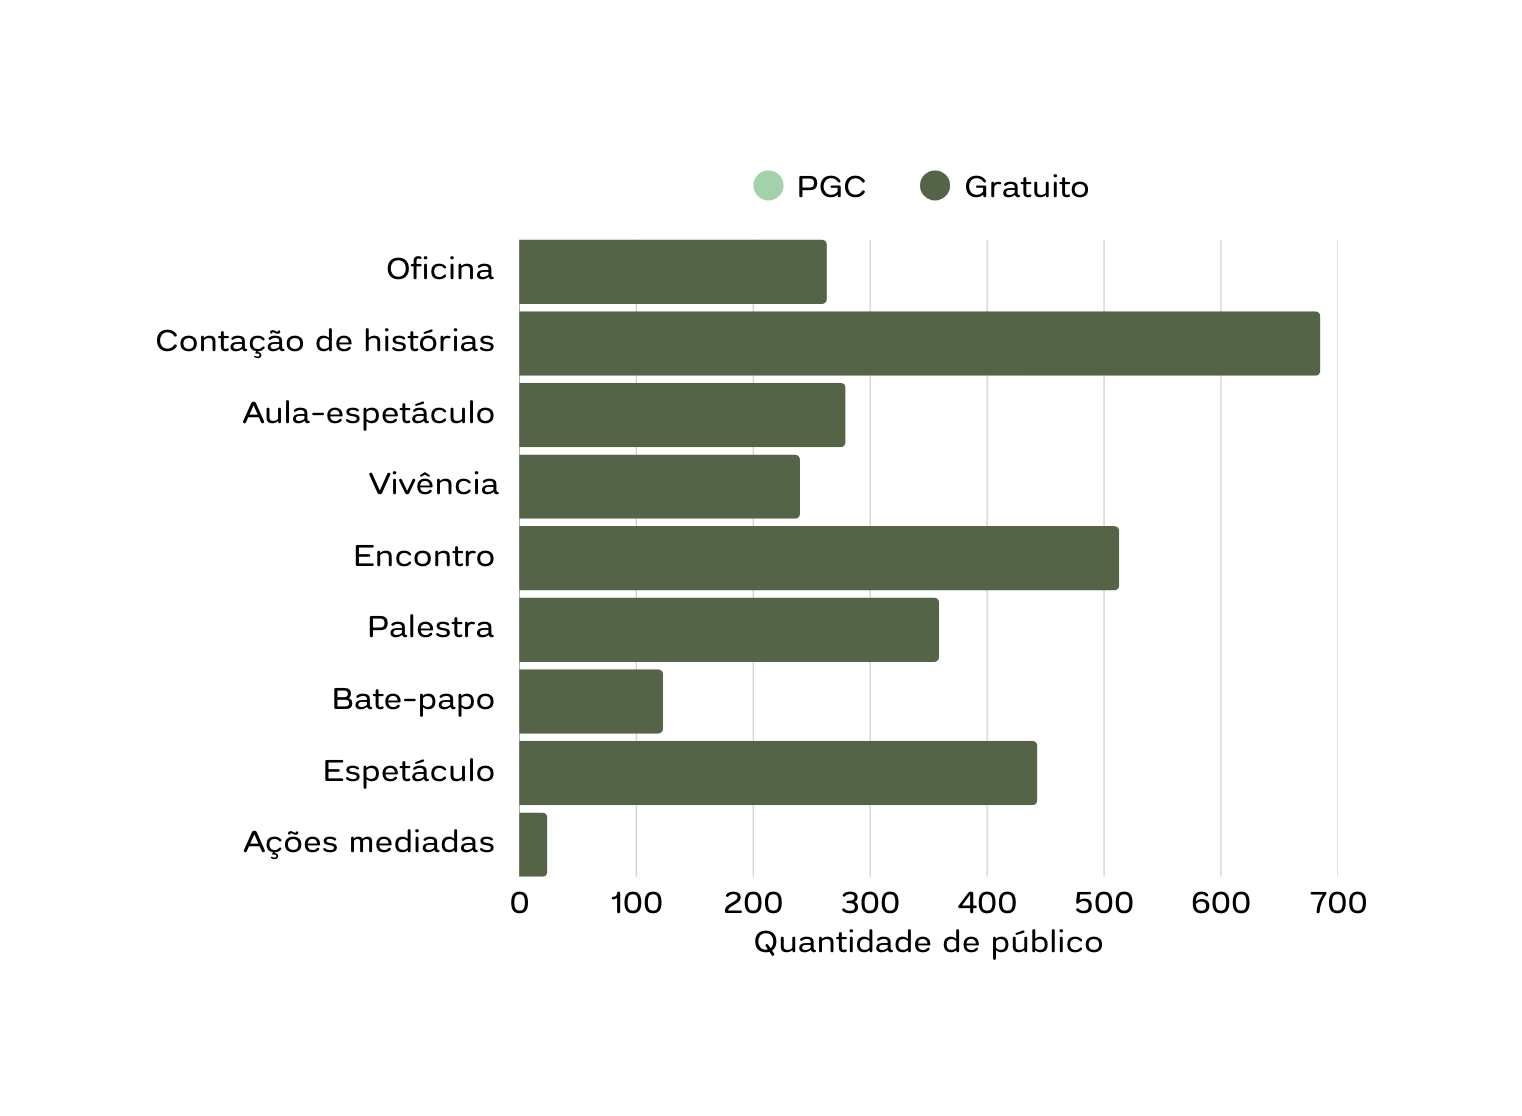 PGC Gratuito
Oficina
Contação de histórias
Aula-espetáculo
Vivência
Encontro
Palestra
Bate-papo
Espetáculo
Ações mediadas
0 100 200 300 400 500 600 700
Quantidade de público